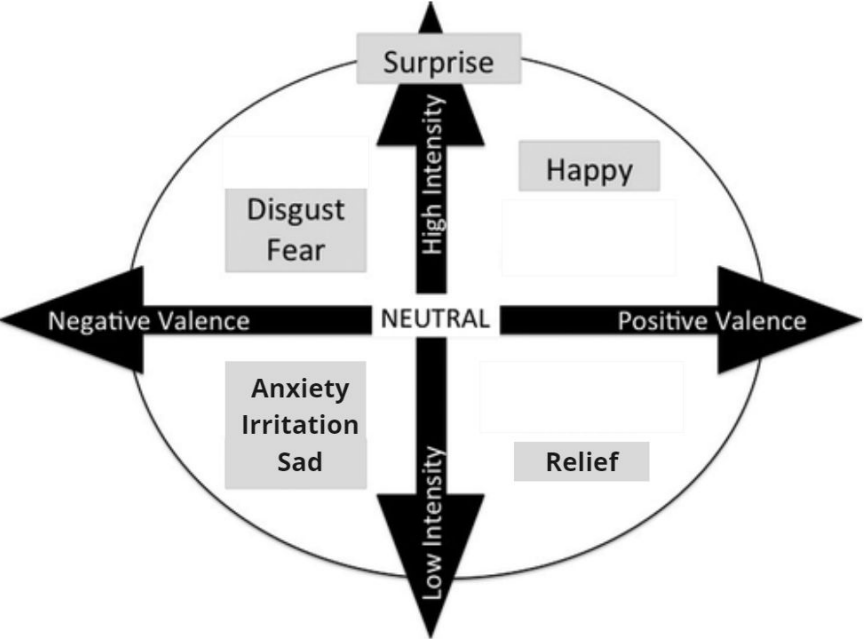 Surprise
High Intensity
Happy
Disgust
Fear
Negative Valence
NEUTRAL
Positive Valence
Anxiety
Irritation
Sad
Relief
Low Intensity